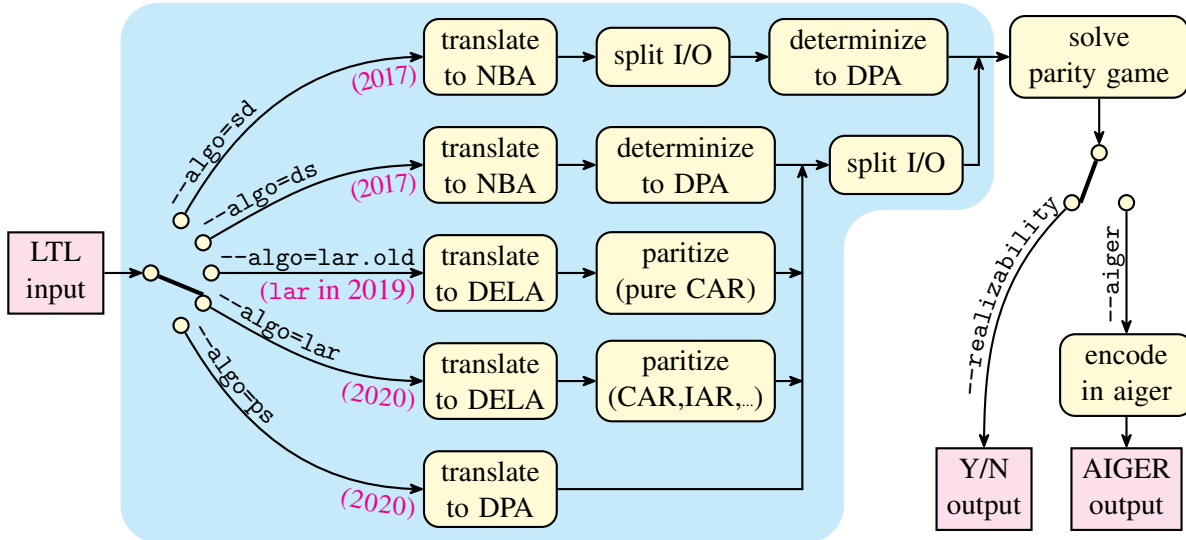 LTL
input
--algo=sd
(2017)
translate
to NBA
split I/O
determinize
to DPA
--algo=ds
(2017)
translate
to NBA
determinize
to DPA
split I/O
--algo=lar.old
(lar in 2019)
translate
to DELA
paritize
(pure CAR)
--algo=lar
(2020)
translate
to DELA
paritize
(CAR,IAR,...)
--algo=ps
(2020)
translate
to DPA
solve
parity game
--realizability
--aiger
encode
in aiger
Y/N
output
AIGER
output